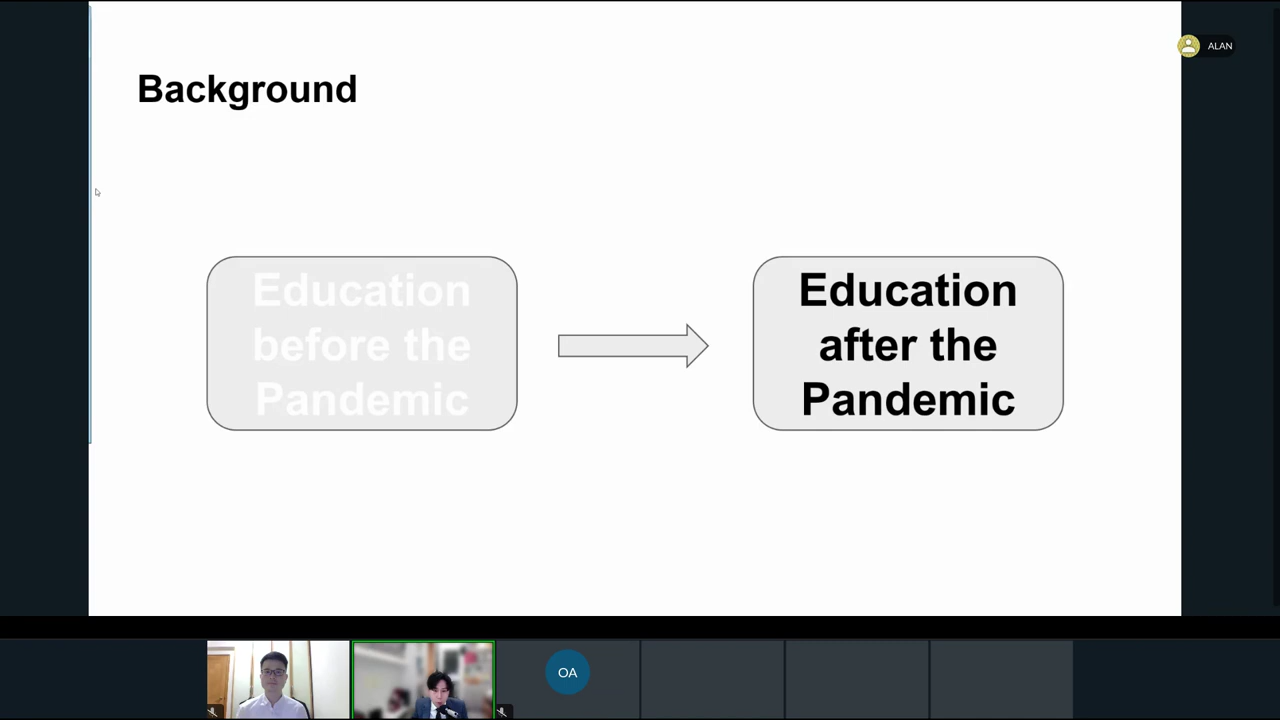 Background
ALAN
Education
before the
Pandemic
Education
after the
Pandemic
OA